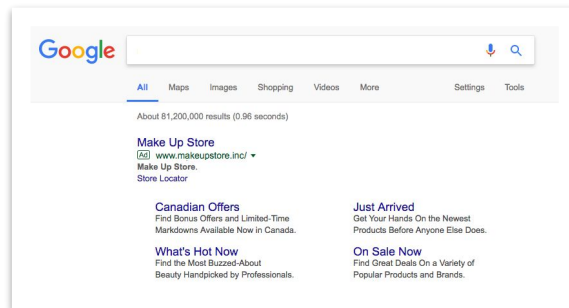 Google
All Maps Images Shopping Videos More Settings Tools
About 81,200,000 results (0.96 seconds)
Make Up Store
Ad www.makeupstore.inc/
Make Up Store.
Store Locator
Canadian Offers
Find Bonus Offers and Limited-Time
Markdowns Available Now in Canada.
Just Arrived
Get Your Hands On the Newest
Products Before Anyone Else Does.
What's Hot Now
Find the Most Buzzed-About
Beauty Handpicked by Professionals.
On Sale Now
Find Great Deals On a Variety of
Popular Products and Brands.